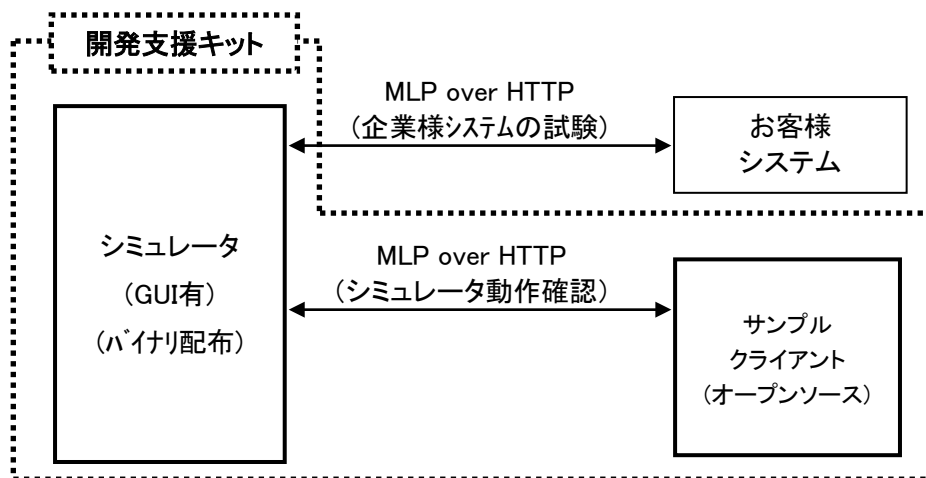 開発支援キット
MLP over HTTP
（企業様ｼｽﾃﾑの試験）
お客様
システム
シミュレータ
（GUI有）
（ﾊﾞｲﾅﾘ配布）
MLP over HTTP
（シミュレータ動作確認）
サンプル
クライアント
（オープンソース）